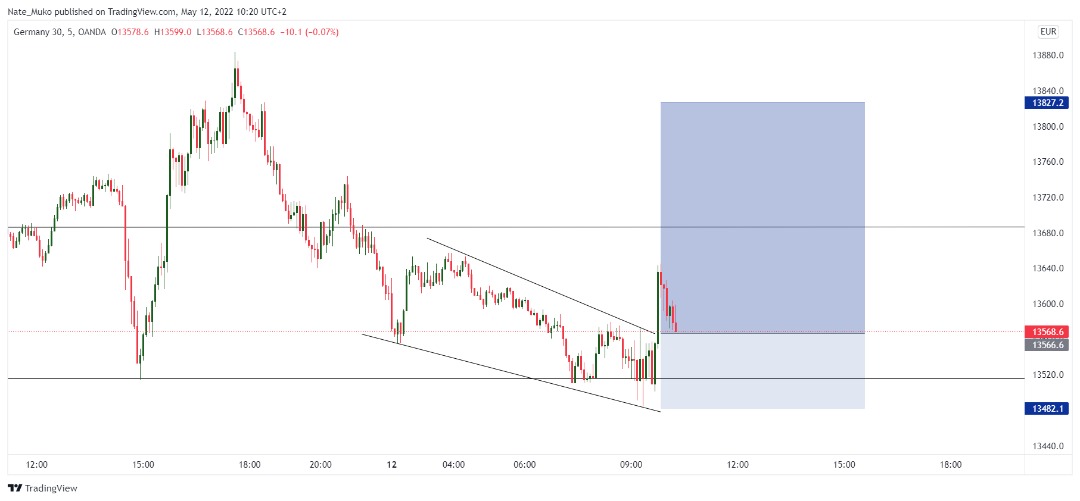 Nate_Muko published on TradingView.com, May 12, 2022 10:20 UTC+2
Germany 30, 5, OANDA O13578.6 H13599.0 L13568.6 C13568.6 −10.1 (−0.07%)
EUR
13880.0
13840.0
13827.2
13800.0
13760.0
13720.0
13680.0
13640.0
13600.0
13568.6
13566.6
13520.0
13482.1
13440.0
12:00 15:00 18:00 20:00 12 04:00 06:00 09:00 12:00 15:00 18:00
TradingView